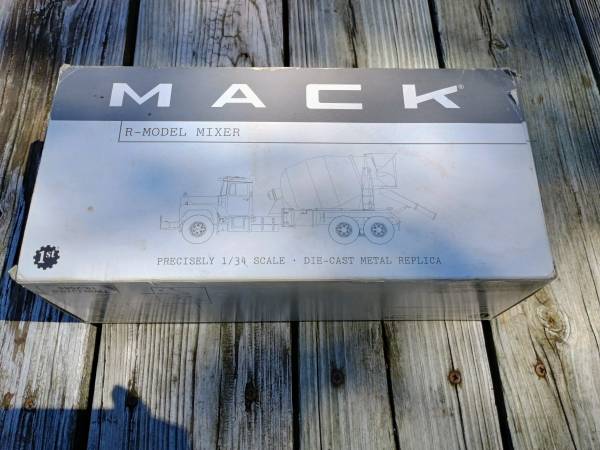 MACK®
R-MODEL MIXER
PRECISELY 1/34 SCALE · DIE-CAST METAL REPLICA
1st